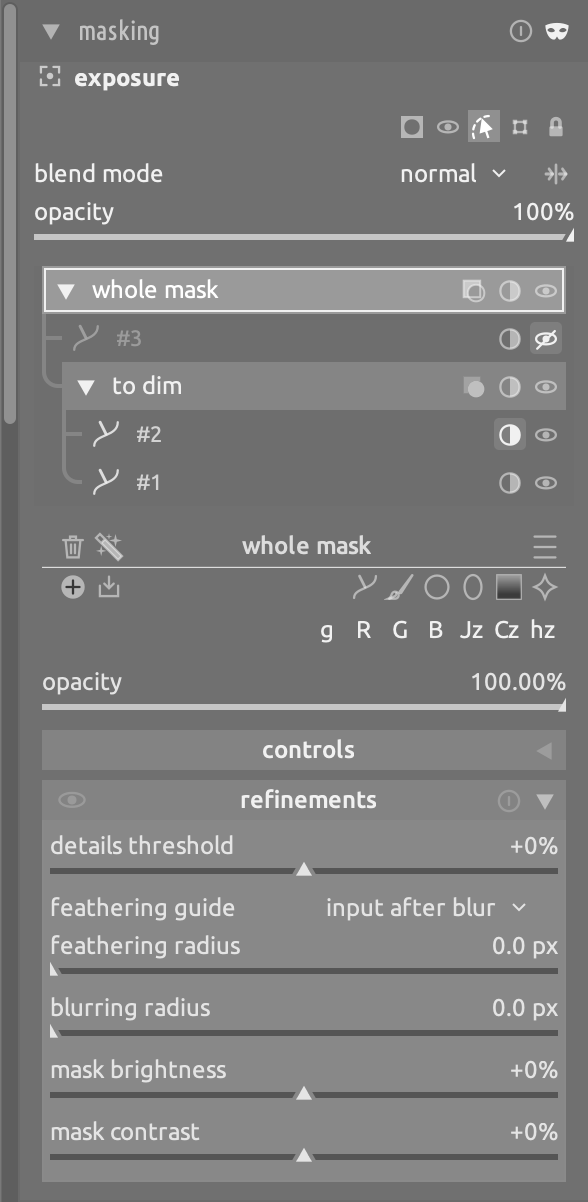 masking
exposure
blend mode normal
opacity 100%
whole mask
#3
to dim
#2
#1
whole mask
g R G B Jz Cz hz
opacity 100.00%
controls
refinements
details threshold +0%
feathering guide input after blur
feathering radius 0.0 px
blurring radius 0.0 px
mask brightness +0%
mask contrast +0%